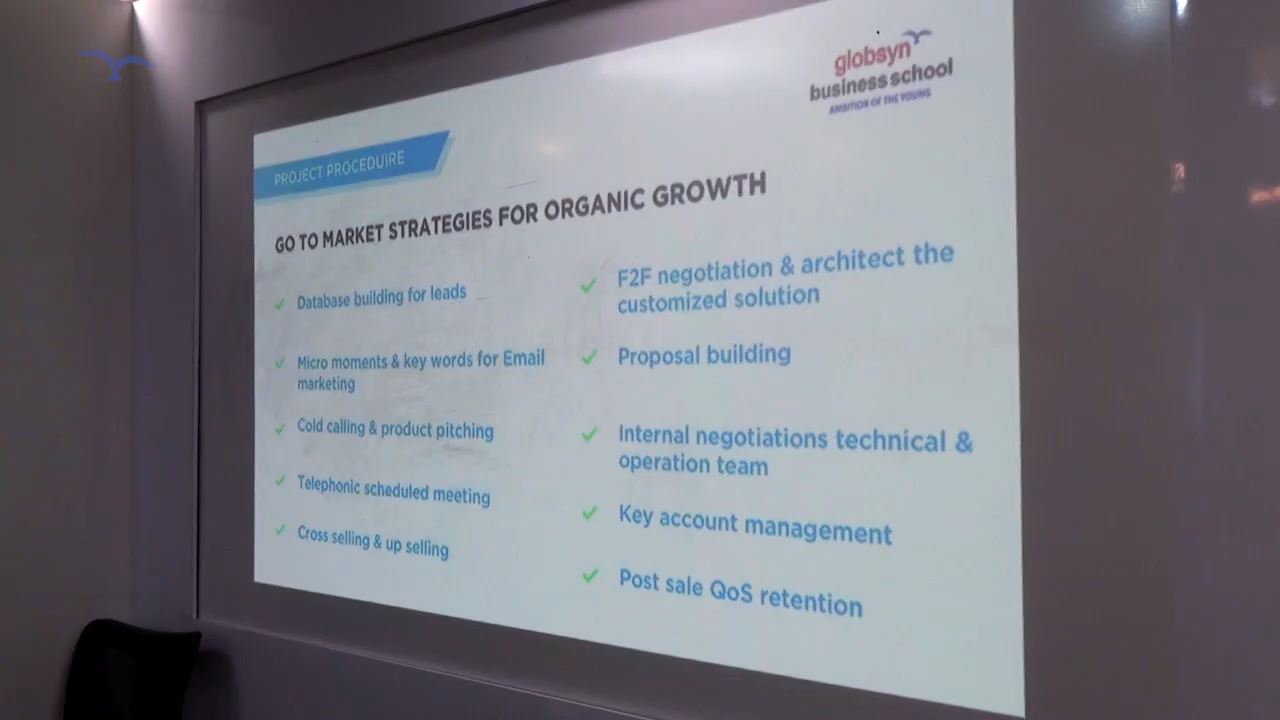 globsyn
business school
AMBITION OF THE YOUNG
PROJECT PROCEDUIRE
GO TO MARKET STRATEGIES FOR ORGANIC GROWTH
Database building for leads
Micro moments & key words for Email
marketing
Cold calling & product pitching
Telephonic scheduled meeting
Cross selling & up selling
F2F negotiation & architect the
customized solution
Proposal building
Internal negotiations technical &
operation team
Key account management
Post sale QoS retention